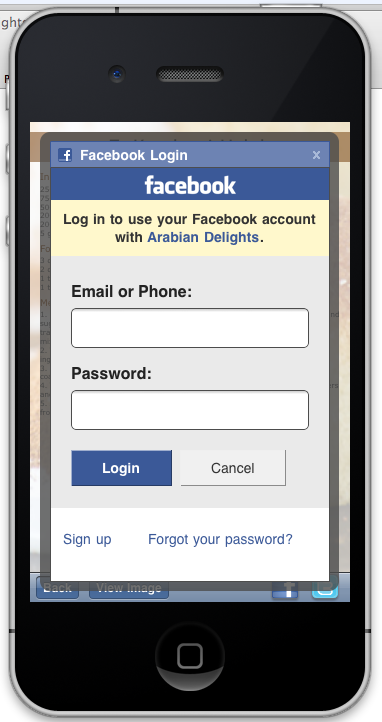 Facebook Login
x
facebook
Log in to use your Facebook account
with Arabian Delights.
Email or Phone:
Password:
Login
Cancel
Sign up
Forgot your password?
Back
View Image